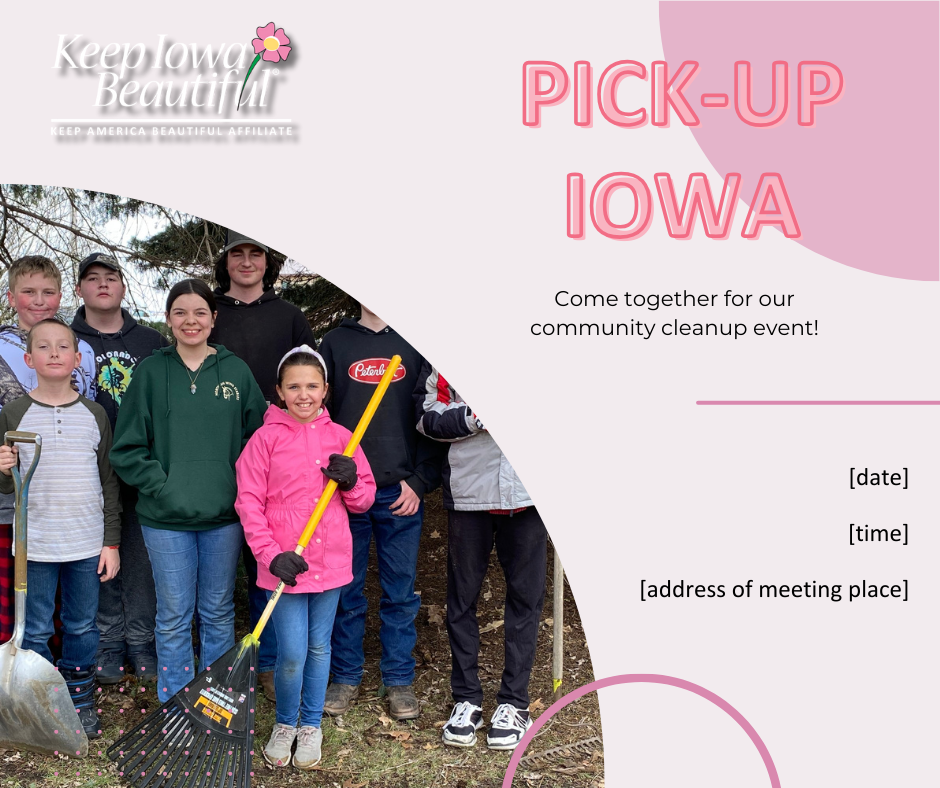 Keep Iowa
Beautiful
KEEP AMERICA BEAUTIFUL AFFILIATE
PICK-UP
IOWA
Come together for our
community cleanup event!
[date]
[time]
[address of meeting place]